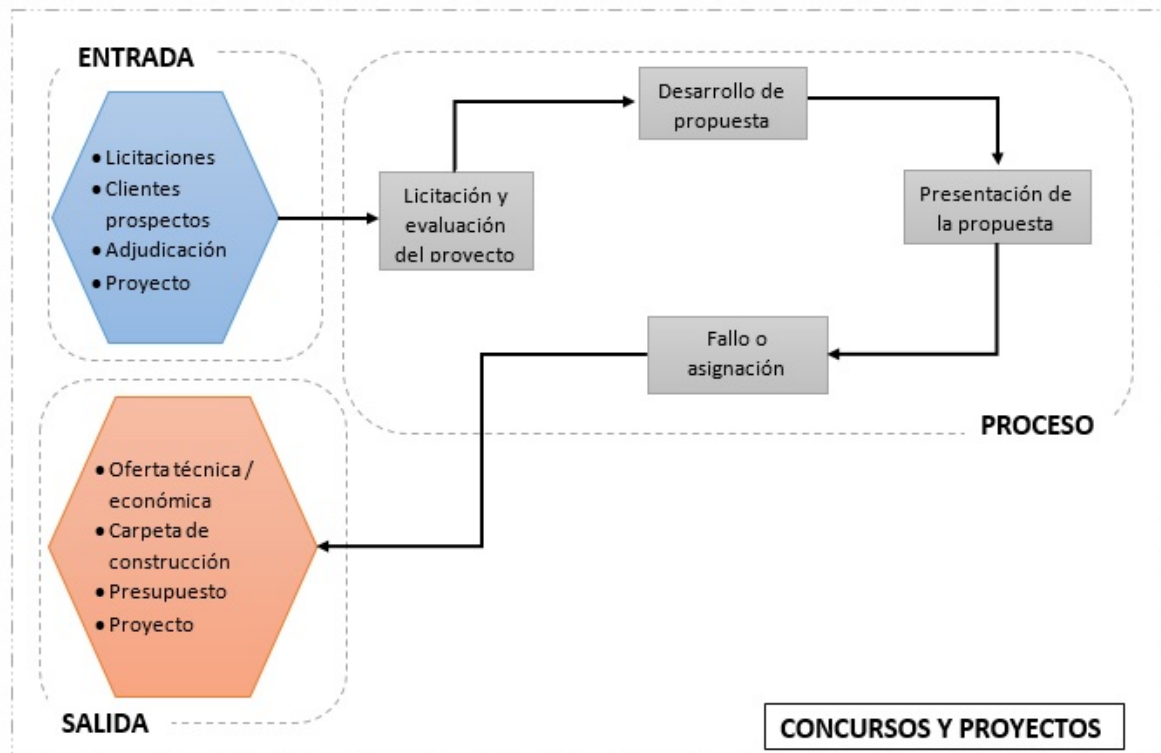 ENTRADA
• Licitaciones
• Clientes
prospectos
• Adjudicación
• Proyecto
Licitación y
evaluación
del proyecto
Desarrollo de
propuesta
Presentación de
la propuesta
Fallo o
asignación
PROCESO
• Oferta técnica /
económica
• Carpeta de
construcción
• Presupuesto
• Proyecto
SALIDA
CONCURSOS Y PROYECTOS